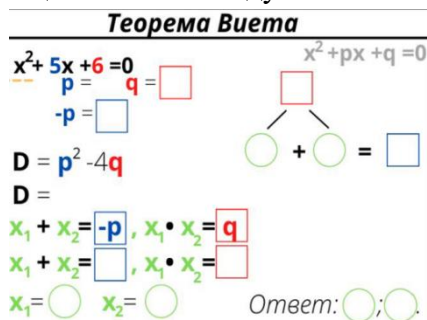 Теорема Виета
x²+ 5x +6 =0
x² +px +q =0
p = q =
-p =
+ =
D = p² -4q
D =
x₁ + x₂= -p , x₁• x₂= q
x₁ + x₂= , x₁• x₂=
x₁= x₂=
Ответ: ; .